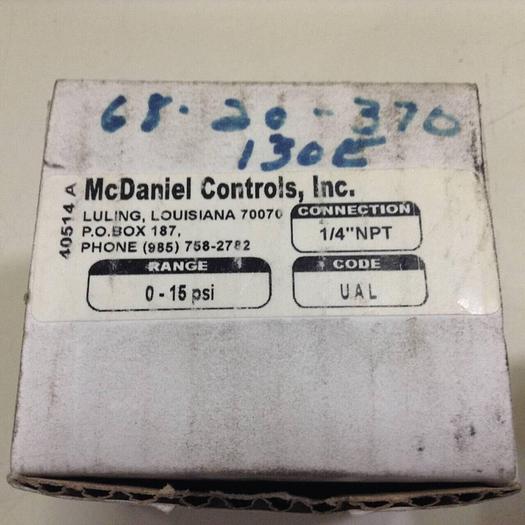 68-20-370
130E
40514 A
McDaniel Controls, Inc.
LULING, LOUISIANA 70070
P.O.BOX 187,
PHONE (985) 758-2782
CONNECTION
1/4"NPT
RANGE
0-15 psi
CODE
UAL